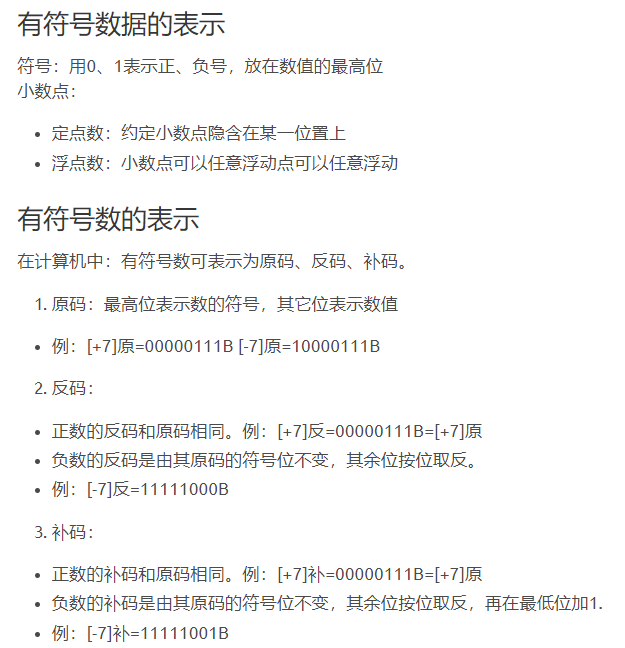 有符号数据的表示
符号：用0、1表示正、负号，放在数值的最高位
小数点：
• 定点数：约定小数点隐含在某一位置上
• 浮点数：小数点可以任意浮动点可以任意浮动
有符号数的表示
在计算机中：有符号数可表示为原码、反码、补码。
1. 原码：最高位表示数的符号，其它位表示数值
• 例：[+7]原=00000111B [-7]原=10000111B
2. 反码：
• 正数的反码和原码相同。例：[+7]反=00000111B=[+7]原
• 负数的反码是由其原码的符号位不变，其余位按位取反。
• 例：[-7]反=11111000B
3. 补码：
• 正数的补码和原码相同。例：[+7]补=00000111B=[+7]原
• 负数的补码是由其原码的符号位不变，其余位按位取反，再在最低位加1.
• 例：[-7]补=11111001B